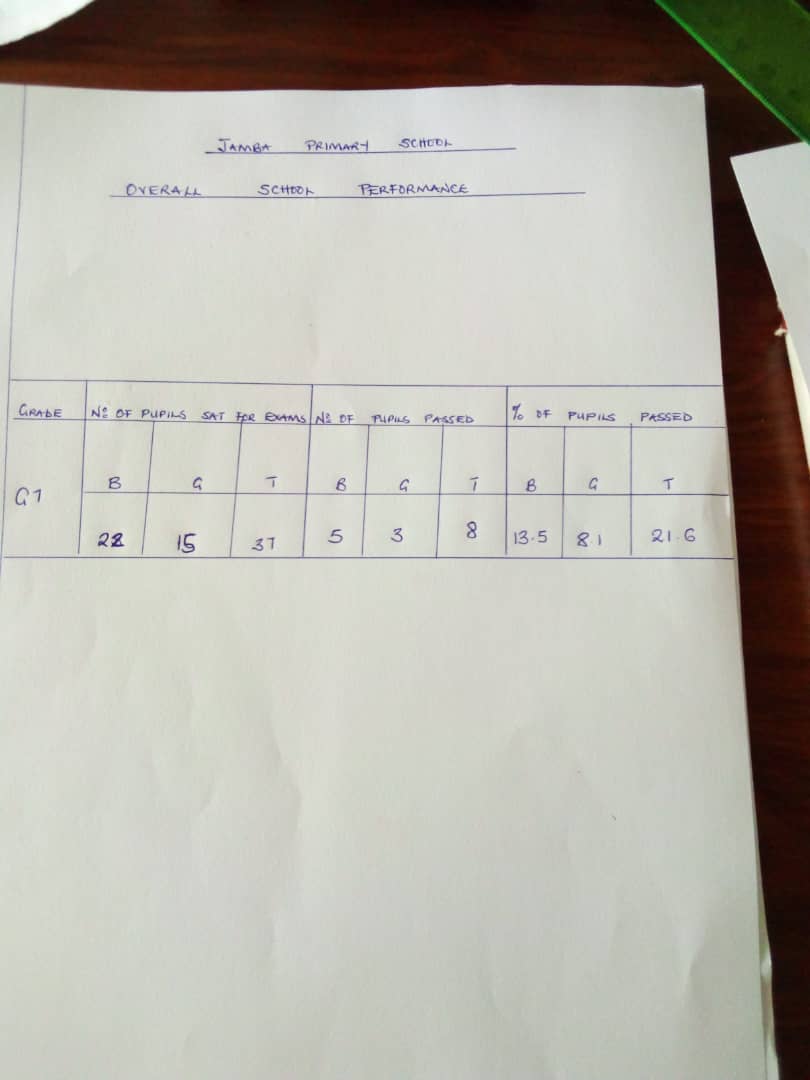 JAMBA PRIMARY SCHOOL
OVERALL SCHOOL PERFORMANCE
GRADE Nº OF PUPILS SAT FOR EXAMS Nº OF PUPILS PASSED % OF PUPILS PASSED
B G T B G T B G T
G1
22 15 37 5 3 8 13.5 8.1 21.6